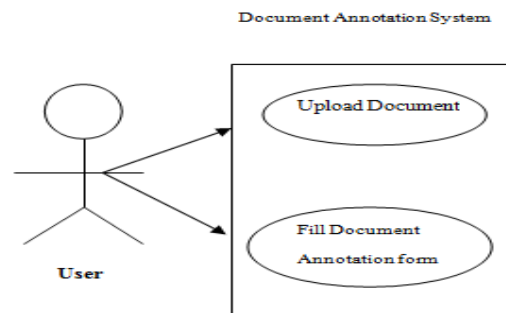 Document Annotation System
Upload Document
Fill Document
Annotation form
User